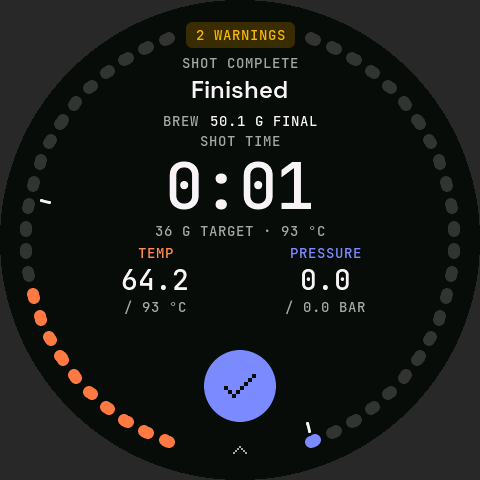 2 WARNINGS
SHOT COMPLETE
Finished
BREW 50.1 G FINAL
SHOT TIME
0:01
36 G TARGET · 93 °C
TEMP PRESSURE
64.2 0.0
/ 93 °C / 0.0 BAR